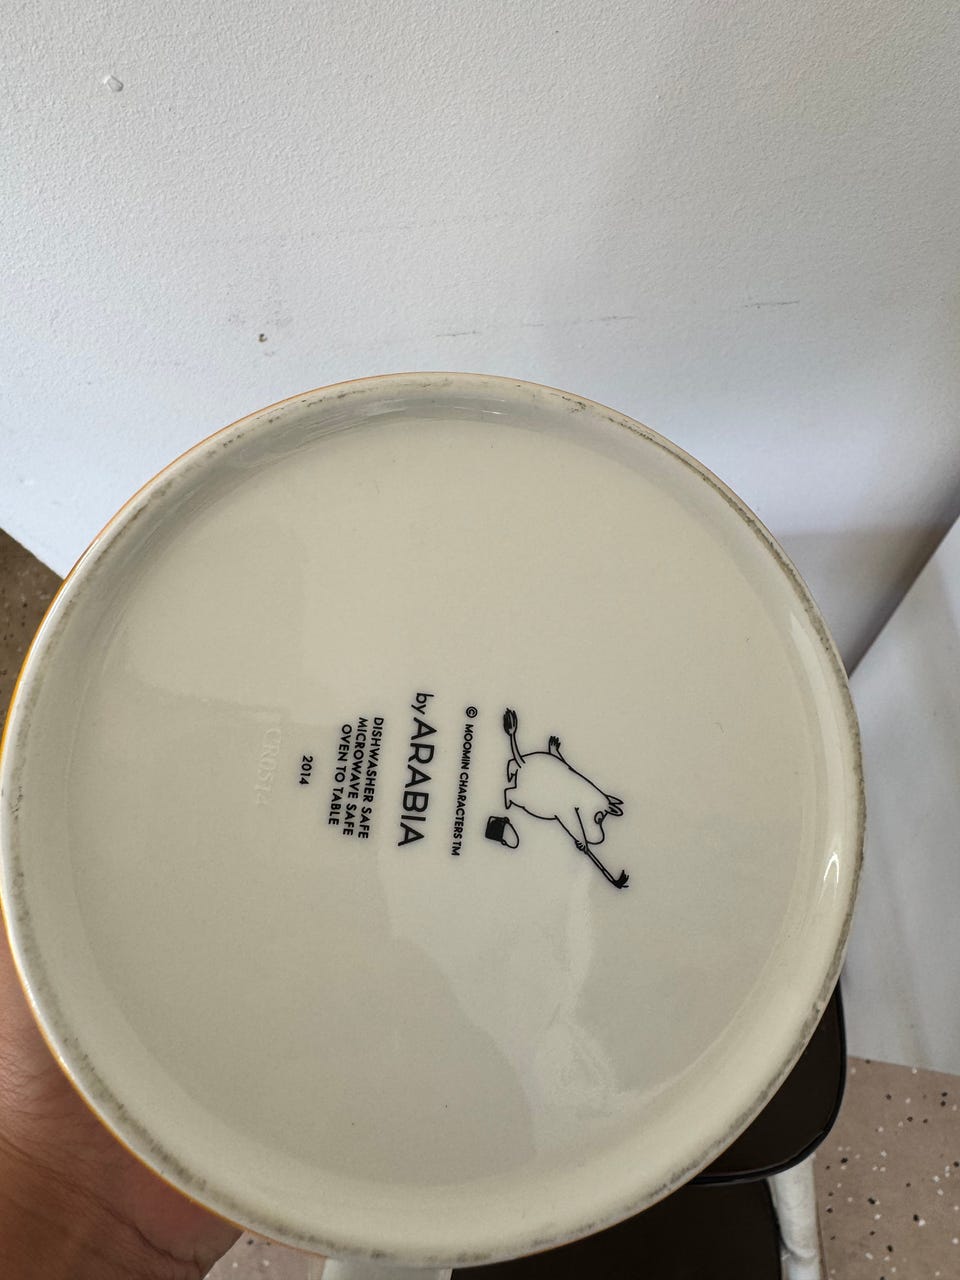 © MOOMIN CHARACTERS TM
by ARABIA
DISHWASHER SAFE
MICROWAVE SAFE
OVEN TO TABLE
2014